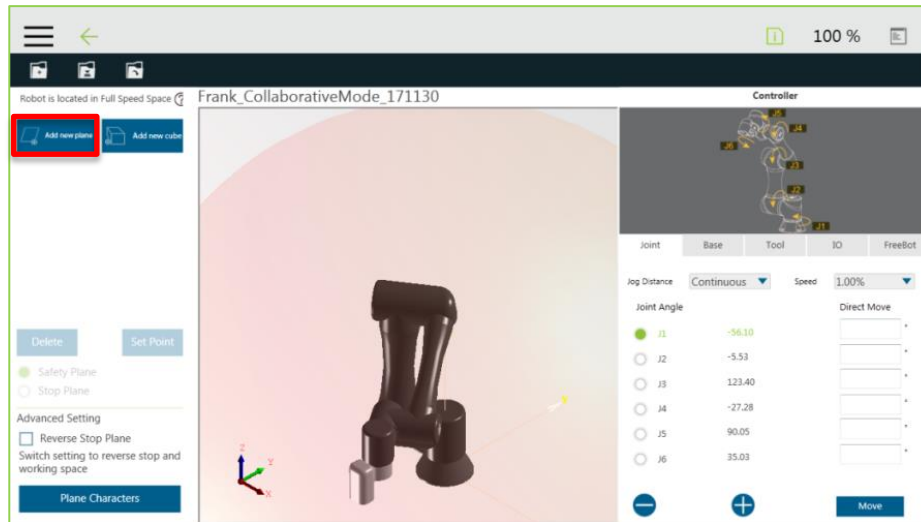 100 %
Robot is located in Full Speed Space
Frank_CollaborativeMode_171130
Controller
Add new plane
Add new cube
J5
J4
J6
J3
J2
J1
Joint
Base
Tool
IO
FreeBot
Jog Distance
Continuous
Speed
1.00%
Joint Angle
Direct Move
J1
-56.10
°
J2
-5.53
°
J3
123.40
°
J4
-27.28
°
J5
90.05
°
J6
35.03
°
Delete
Set Point
Safety Plane
Stop Plane
Advanced Setting
Reverse Stop Plane
Switch setting to reverse stop and
working space
Plane Characters
Z
Y
X
Y
Move